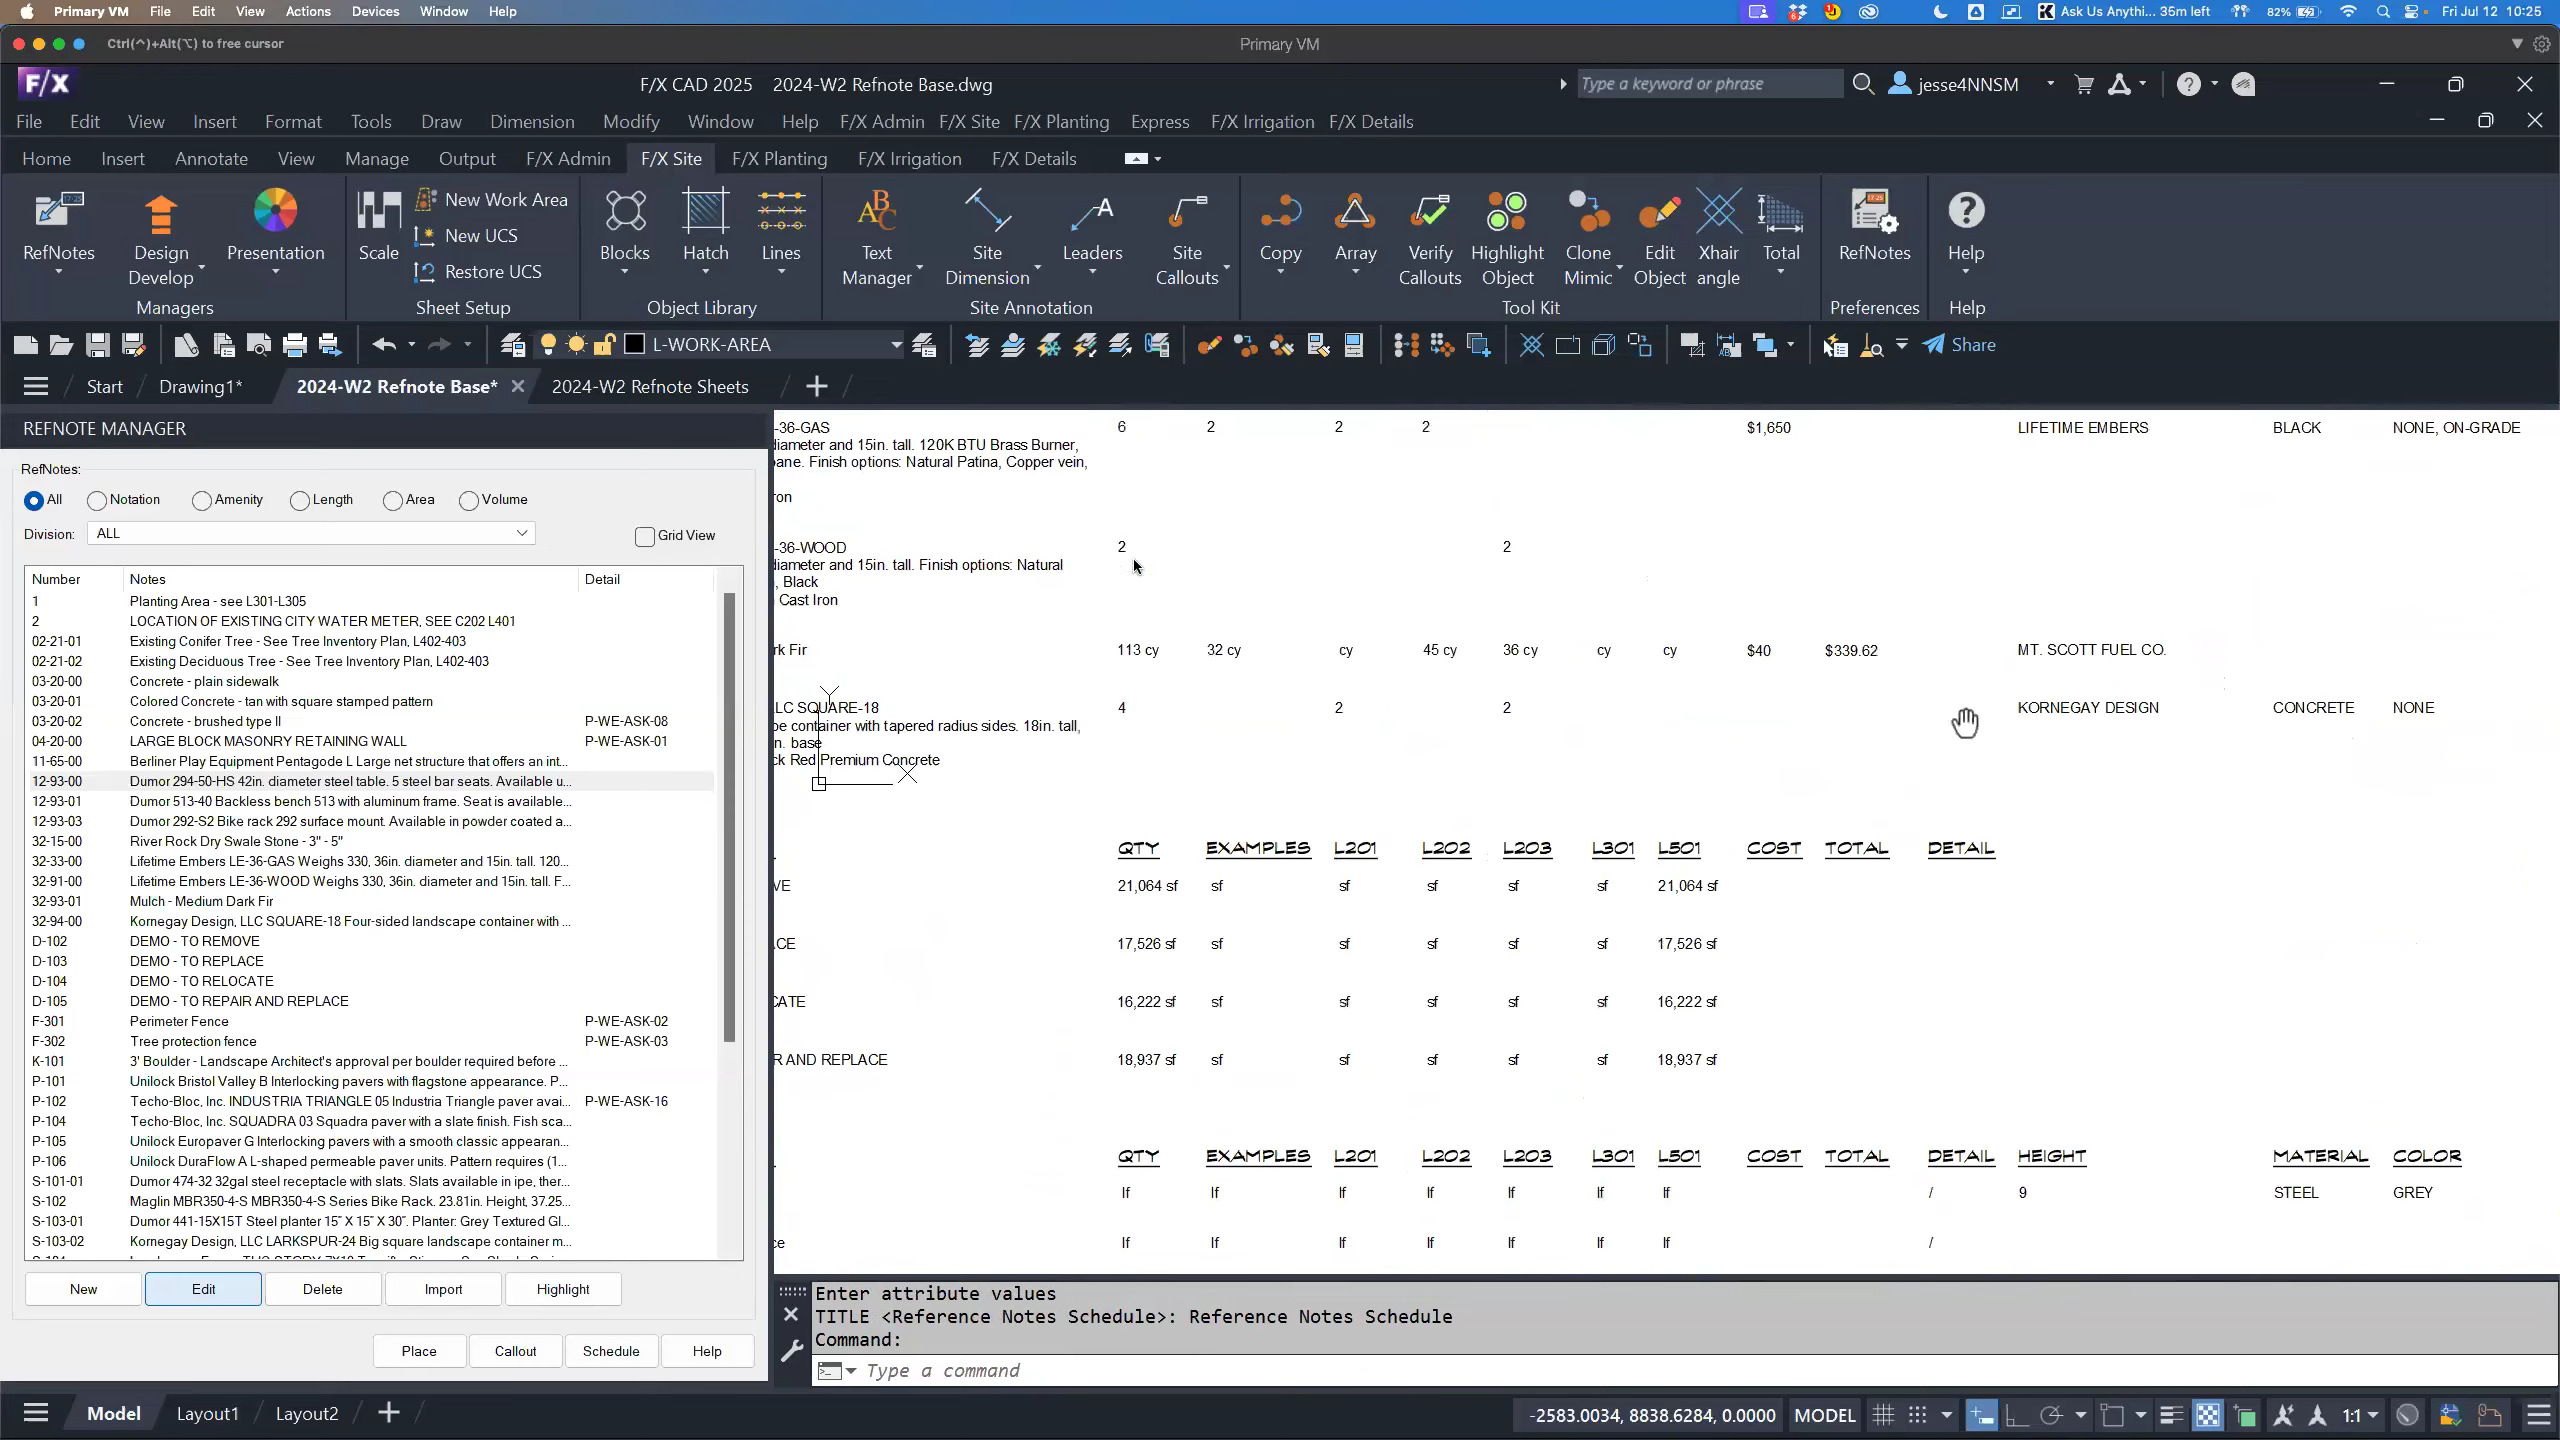 Primary VM File Edit View Actions Devices Window Help
Ask Us Anythi... 35m left 82% Fri Jul 12 10:25
Ctrl(^)+Alt(⌥) to free cursor Primary VM
F/X F/X CAD 2025 2024-W2 Refnote Base.dwg Type a keyword or phrase jesse4NNSM
File Edit View Insert Format Tools Draw Dimension Modify Window Help F/X Admin F/X Site F/X Planting Express F/X Irrigation F/X Details
Home Insert Annotate View Manage Output F/X Admin F/X Site F/X Planting F/X Irrigation F/X Details
RefNotes
Design Develop
Presentation
Managers
Scale
New Work Area
New UCS
Restore UCS
Sheet Setup
Blocks
Hatch
Lines
Object Library
Text Manager
Site Dimension
Leaders
Site Callouts
Site Annotation
Copy
Array
Verify Callouts
Highlight Object
Clone Mimic
Edit Object
Xhair angle
Total
Tool Kit
RefNotes
Preferences
Help
Help
L-WORK-AREA
Share
Start Drawing1* 2024-W2 Refnote Base* 2024-W2 Refnote Sheets
REFNOTE MANAGER
RefNotes:
All Notation Amenity Length Area Volume
Division: ALL Grid View
Number Notes Detail
1 Planting Area - see L301-L305
2 LOCATION OF EXISTING CITY WATER METER, SEE C202 L401
02-21-01 Existing Conifer Tree - See Tree Inventory Plan, L402-403
02-21-02 Existing Deciduous Tree - See Tree Inventory Plan, L402-403
03-20-00 Concrete - plain sidewalk
03-20-01 Colored Concrete - tan with square stamped pattern
03-20-02 Concrete - brushed type II P-WE-ASK-08
04-20-00 LARGE BLOCK MASONRY RETAINING WALL P-WE-ASK-01
11-65-00 Berliner Play Equipment Pentagode L Large net structure that offers an int...
12-93-00 Dumor 294-50-HS 42in. diameter steel table. 5 steel bar seats. Available u...
12-93-01 Dumor 513-40 Backless bench 513 with aluminum frame. Seat is available...
12-93-03 Dumor 292-S2 Bike rack 292 surface mount. Available in powder coated a...
32-15-00 River Rock Dry Swale Stone - 3" - 5"
32-33-00 Lifetime Embers LE-36-GAS Weighs 330, 36in. diameter and 15in. tall. 120...
32-91-00 Lifetime Embers LE-36-WOOD Weighs 330, 36in. diameter and 15in. tall. F...
32-93-01 Mulch - Medium Dark Fir
32-94-00 Kornegay Design, LLC SQUARE-18 Four-sided landscape container with ...
D-102 DEMO - TO REMOVE
D-103 DEMO - TO REPLACE
D-104 DEMO - TO RELOCATE
D-105 DEMO - TO REPAIR AND REPLACE
F-301 Perimeter Fence P-WE-ASK-02
F-302 Tree protection fence P-WE-ASK-03
K-101 3' Boulder - Landscape Architect's approval per boulder required before ...
P-101 Unilock Bristol Valley B Interlocking pavers with flagstone appearance. P...
P-102 Techo-Bloc, Inc. INDUSTRIA TRIANGLE 05 Industria Triangle paver avai... P-WE-ASK-16
P-104 Techo-Bloc, Inc. SQUADRA 03 Squadra paver with a slate finish. Fish sca...
P-105 Unilock Europaver G Interlocking pavers with a smooth classic appearan...
P-106 Unilock DuraFlow A L-shaped permeable paver units. Pattern requires (1...
S-101-01 Dumor 474-32 32gal steel receptacle with slats. Slats available in ipe, ther...
S-102 Maglin MBR350-4-S MBR350-4-S Series Bike Rack. 23.81in. Height, 37.25...
S-103-01 Dumor 441-15X15T Steel planter 15" X 15" X 30". Planter: Grey Textured Gl...
S-103-02 Kornegay Design, LLC LARKSPUR-24 Big square landscape container m...
New Edit Delete Import Highlight
Place Callout Schedule Help
-36-GAS 6 2 2 2 $1,650 LIFETIME EMBERS BLACK NONE, ON-GRADE
diameter and 15in. tall. 120K BTU Brass Burner,
pane. Finish options: Natural Patina, Copper vein,
ron
-36-WOOD 2 2
diameter and 15in. tall. Finish options: Natural
, Black
Cast Iron
rk Fir 113 cy 32 cy cy 45 cy 36 cy cy cy $40 $339.62 MT. SCOTT FUEL CO.
LLC SQUARE-18 4 2 2 KORNEGAY DESIGN CONCRETE NONE
pe container with tapered radius sides. 18in. tall,
n. base
ck Red Premium Concrete
Y
X
QTY EXAMPLES L201 L202 L203 L301 L501 COST TOTAL DETAIL
VE 21,064 sf sf sf sf sf sf 21,064 sf
CE 17,526 sf sf sf sf sf sf 17,526 sf
CATE 16,222 sf sf sf sf sf sf 16,222 sf
R AND REPLACE 18,937 sf sf sf sf sf sf 18,937 sf
QTY EXAMPLES L201 L202 L203 L301 L501 COST TOTAL DETAIL HEIGHT MATERIAL COLOR
lf lf lf lf lf lf lf / 9 STEEL GREY
ce lf lf lf lf lf lf lf /
Enter attribute values
TITLE <Reference Notes Schedule>: Reference Notes Schedule
Command:
Type a command
Model Layout1 Layout2
-2583.0034, 8838.6284, 0.0000 MODEL 1:1